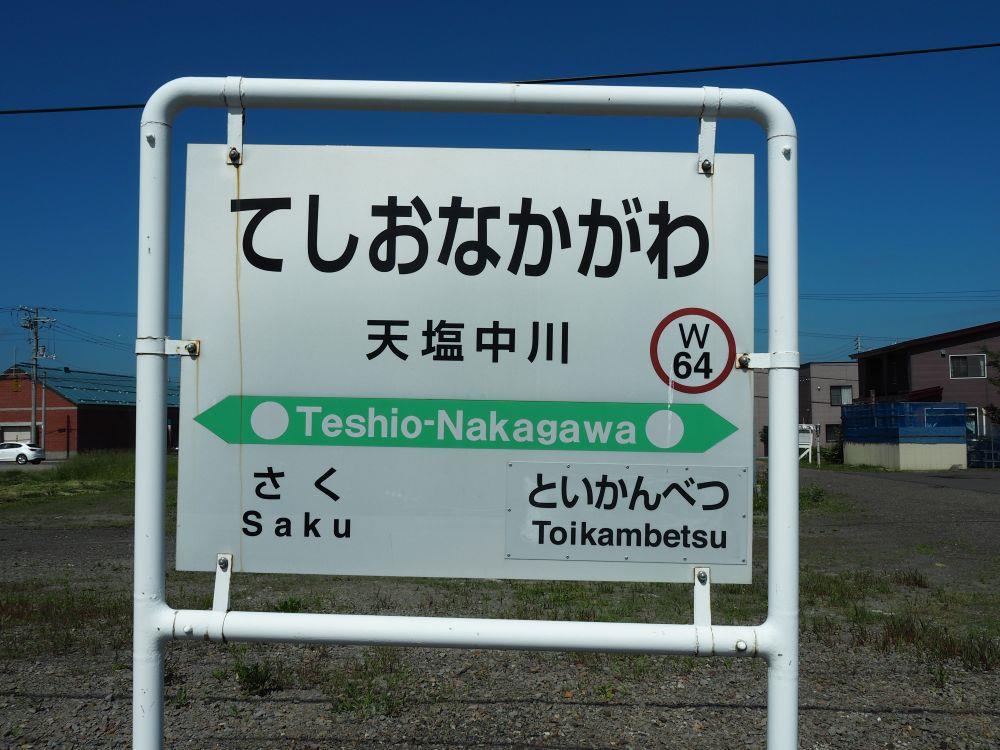 てしおなかがわ
天塩中川
W
64
Teshio-Nakagawa
さく
Saku
といかんべつ
Toikambetsu